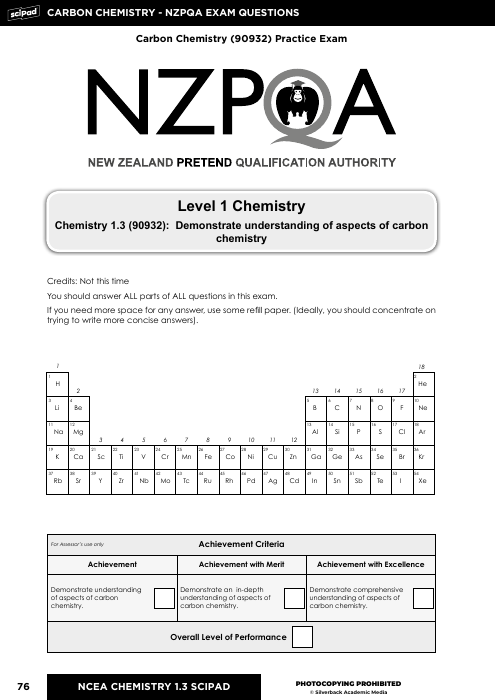 scipad CARBON CHEMISTRY - NZPQA EXAM QUESTIONS
Carbon Chemistry (90932) Practice Exam
NZPQA
NEW ZEALAND PRETEND QUALIFICATION AUTHORITY
Level 1 Chemistry
Chemistry 1.3 (90932): Demonstrate understanding of aspects of carbon
chemistry
Credits: Not this time
You should answer ALL parts of ALL questions in this exam.
If you need more space for any answer, use some refill paper. (Ideally, you should concentrate on
trying to write more concise answers).
1 18
1 H 2 He
2 13 14 15 16 17
3 Li 4 Be 5 B 6 C 7 N 8 O 9 F 10 Ne
11 Na 12 Mg 13 Al 14 Si 15 P 16 S 17 Cl 18 Ar
3 4 5 6 7 8 9 10 11 12
19 K 20 Ca 21 Sc 22 Ti 23 V 24 Cr 25 Mn 26 Fe 27 Co 28 Ni 29 Cu 30 Zn 31 Ga 32 Ge 33 As 34 Se 35 Br 36 Kr
37 Rb 38 Sr 39 Y 40 Zr 41 Nb 42 Mo 43 Tc 44 Ru 45 Rh 46 Pd 47 Ag 48 Cd 49 In 50 Sn 51 Sb 52 Te 53 I 54 Xe
For Assessor's use only Achievement Criteria
Achievement Achievement with Merit Achievement with Excellence
Demonstrate understanding Demonstrate an in-depth Demonstrate comprehensive
of aspects of carbon understanding of aspects of understanding of aspects of
chemistry. carbon chemistry. carbon chemistry.
Overall Level of Performance
76 NCEA CHEMISTRY 1.3 SCIPAD PHOTOCOPYING PROHIBITED
© Silverback Academic Media